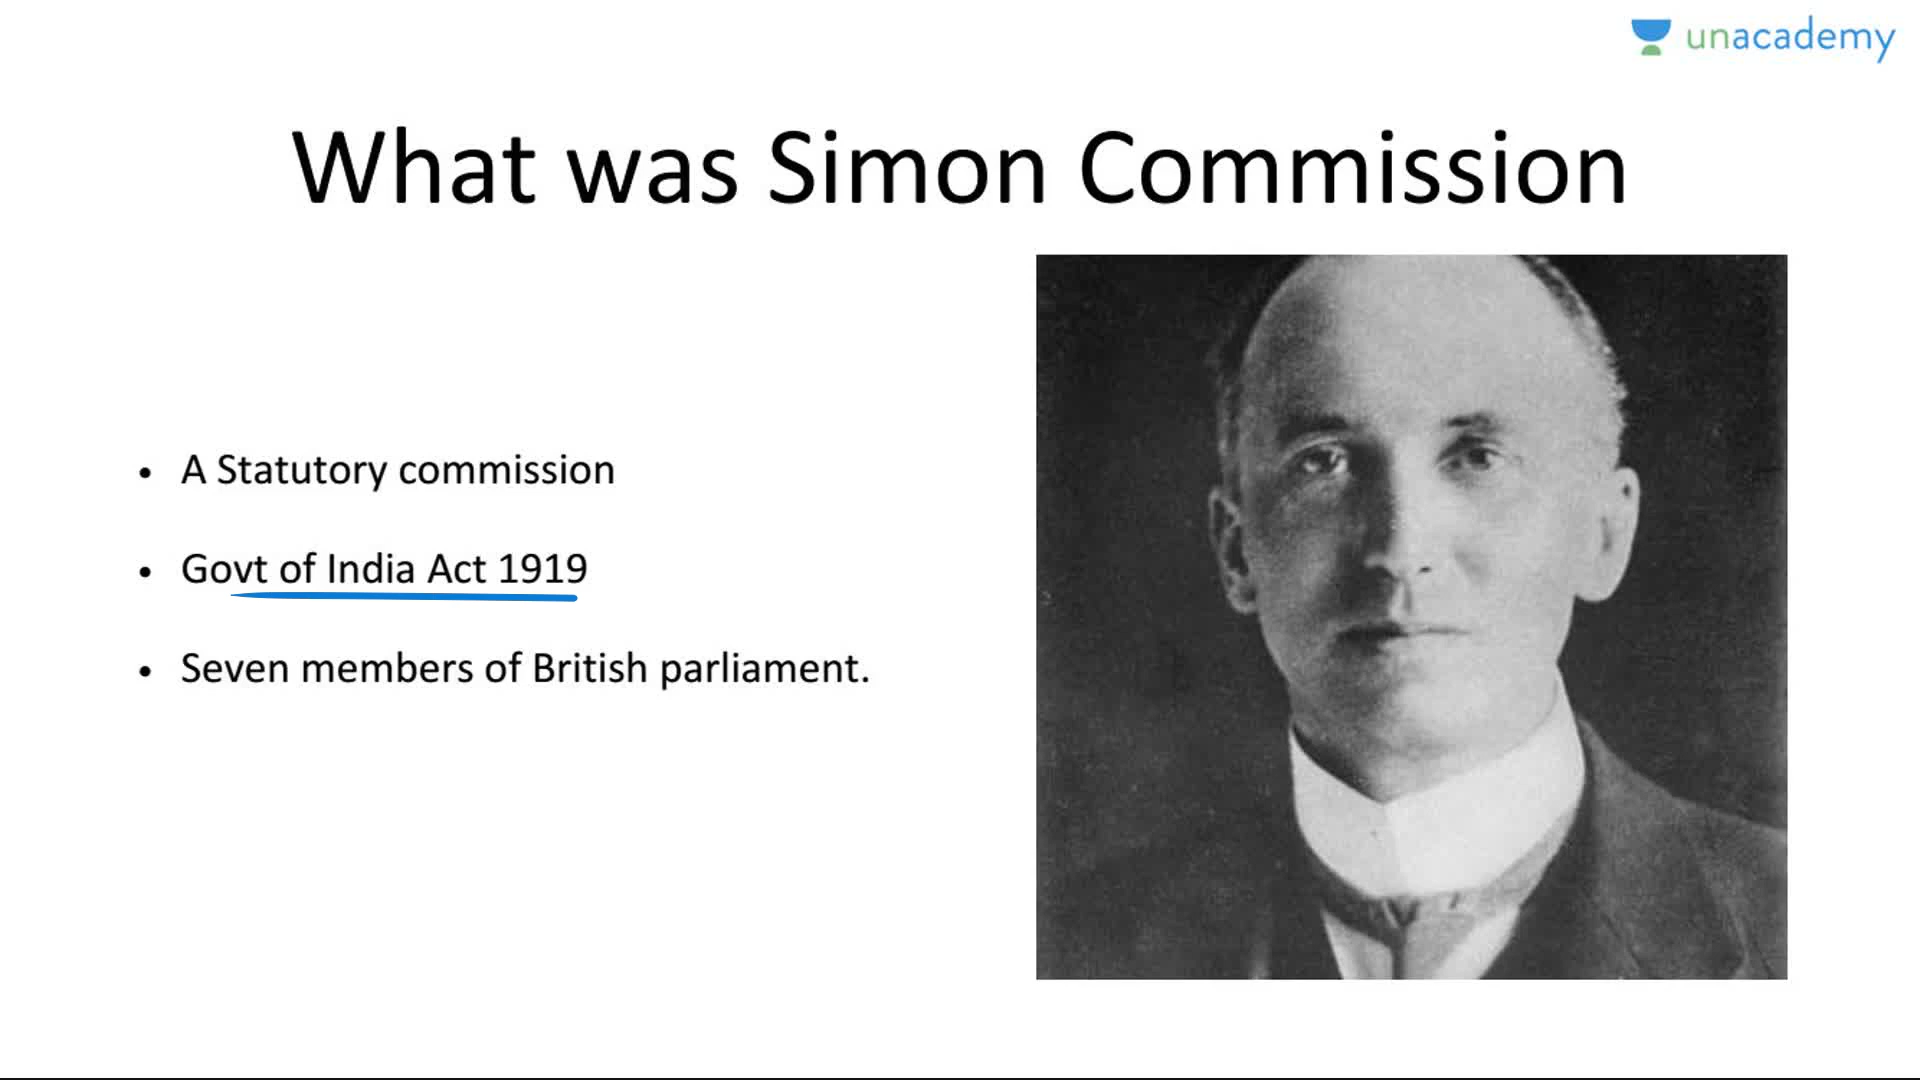 unacademy
What was Simon Commission
• A Statutory commission
• Govt of India Act 1919
• Seven members of British parliament.